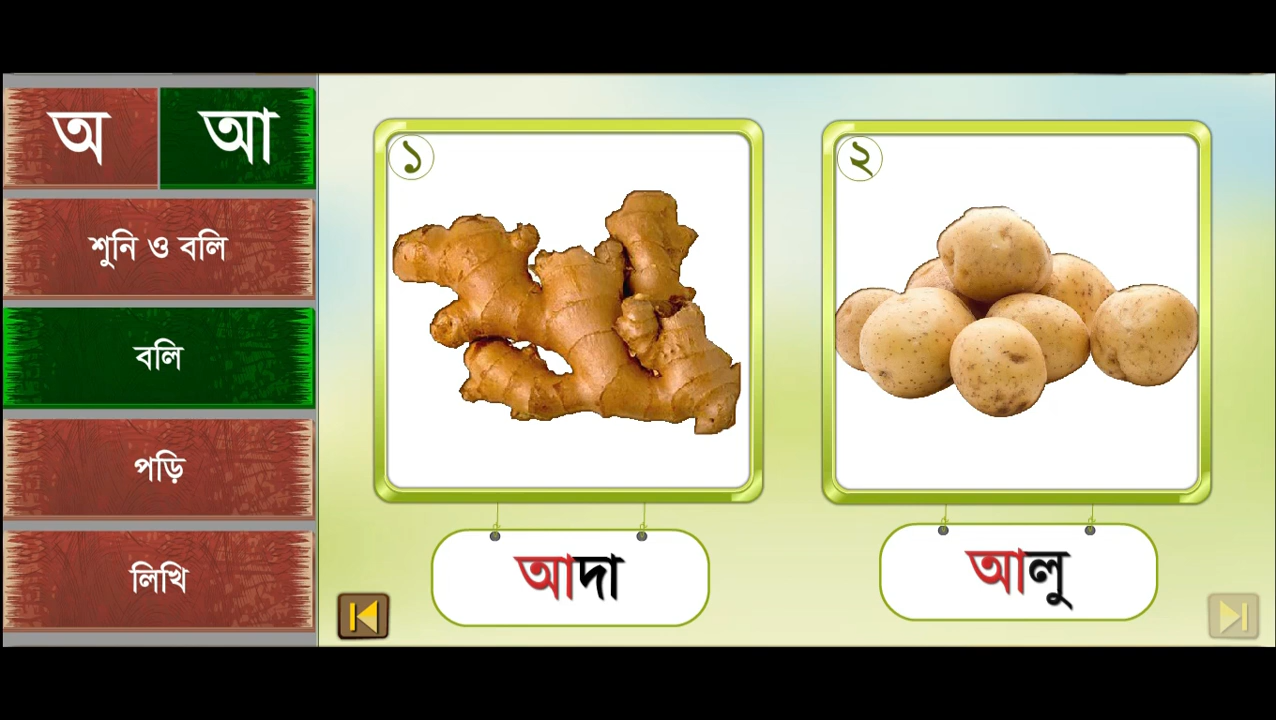 অ
আ
শুনি ও বলি
বলি
পড়ি
লিখি
১
২
আদা
আলু